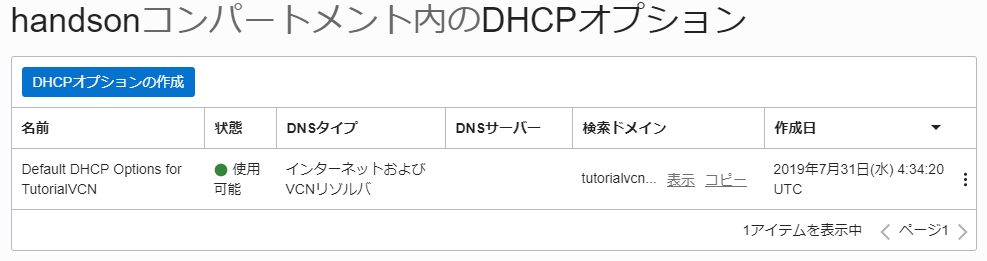 handsonコンパートメント内のDHCPオプション
DHCPオプションの作成
名前 状態 DNSタイプ DNSサーバー 検索ドメイン 作成日
Default DHCP Options for TutorialVCN 使用可能 インターネットおよびVCNリゾルバ tutorialvcn... 表示 コピー 2019年7月31日(水) 4:34:20 UTC
1アイテムを表示中 ページ1